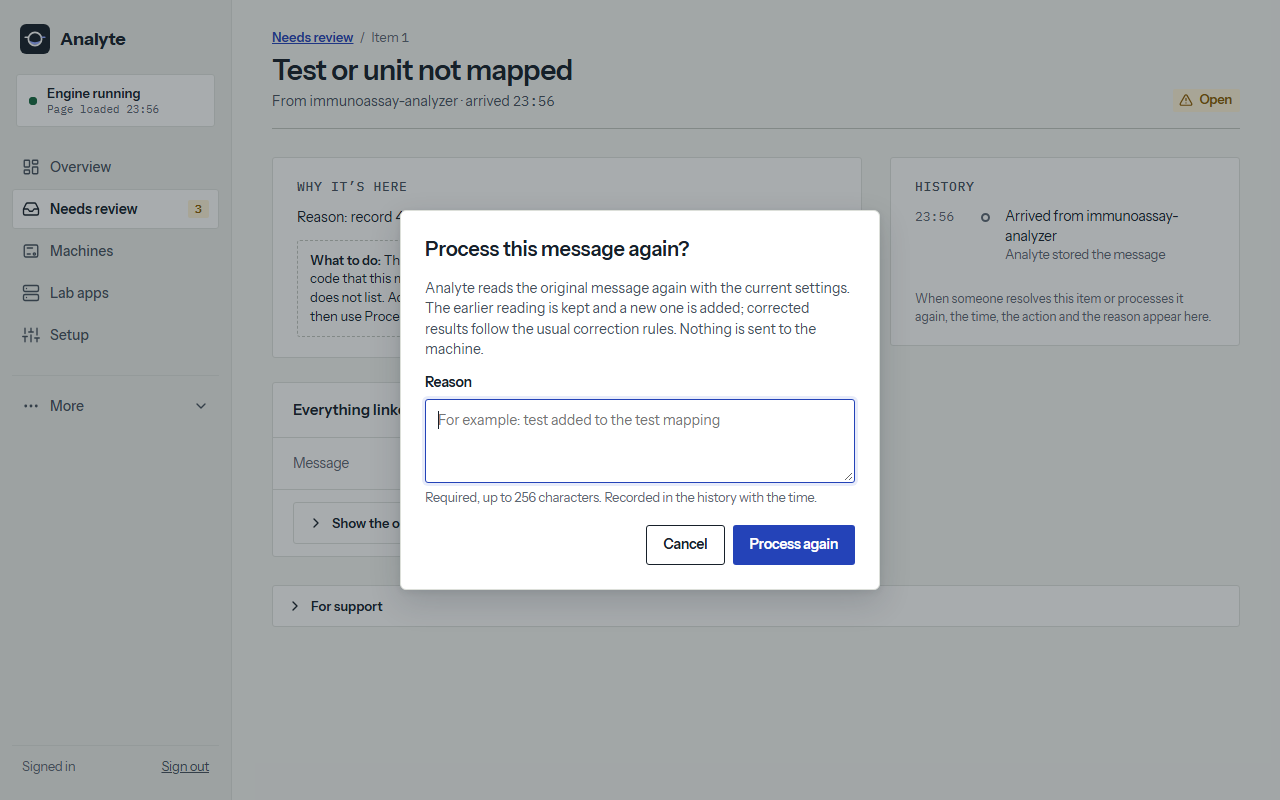 Analyte
Engine running
Page loaded 23:56
Overview
Needs review 3
Machines
Lab apps
Setup
More
Signed in
Sign out
Needs review / Item 1
Test or unit not mapped
From immunoassay-analyzer · arrived 23:56
Open
WHY IT’S HERE
Reason: record
What to do:
code that this
does not list.
then use
Everything
Message
Show the
For support
HISTORY
23:56
Arrived from immunoassay-
analyzer
Analyte stored the message
When someone resolves this item or processes it
again, the time, the action and the reason appear here.
Process this message again?
Analyte reads the original message again with the current settings.
The earlier reading is kept and a new one is added; corrected
results follow the usual correction rules. Nothing is sent to the
machine.
Reason
For example: test added to the test mapping
Required, up to 256 characters. Recorded in the history with the time.
Cancel
Process again